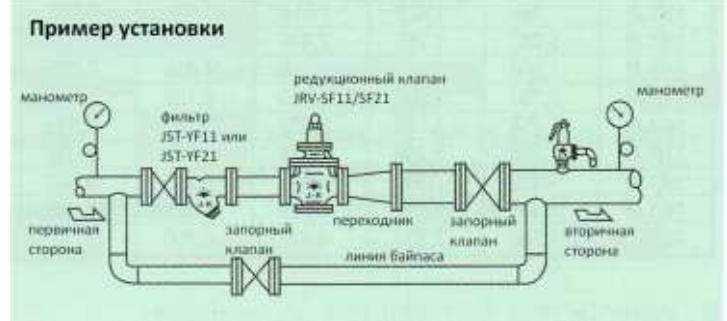 Пример установки
редукционный клапан
JRV-SF11/SF21
манометр
манометр
фильтр
JST-YF11 или
JST-YF21
J-K
J-K
первичная
сторона
запорный
клапан
переходник
запорный
клапан
вторичная
сторона
линия байпаса